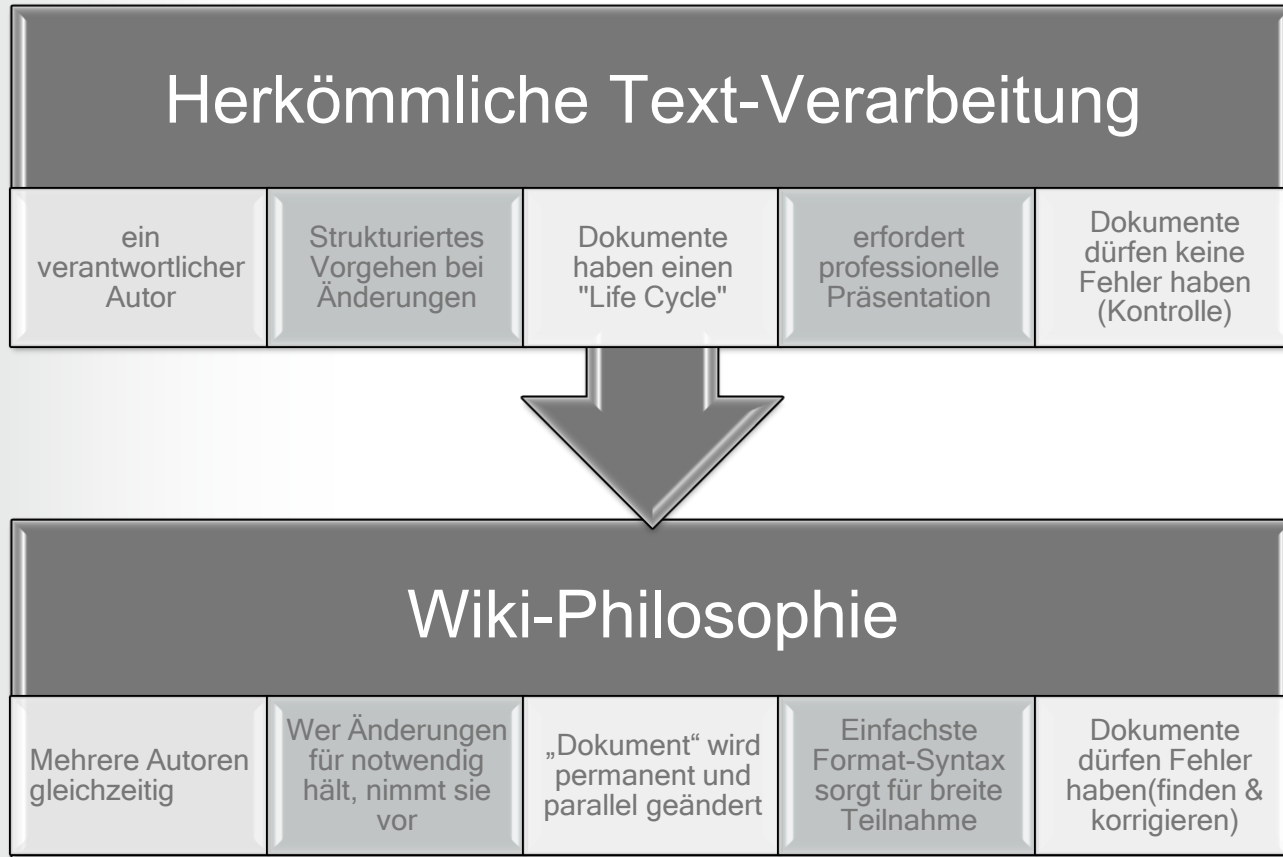 Herkömmliche Text-Verarbeitung
ein
verantwortlicher
Autor
Strukturiertes
Vorgehen bei
Änderungen
Dokumente
haben einen
"Life Cycle"
erfordert
professionelle
Präsentation
Dokumente
dürfen keine
Fehler haben
(Kontrolle)
Wiki-Philosophie
Mehrere Autoren
gleichzeitig
Wer Änderungen
für notwendig
hält, nimmt sie
vor
„Dokument“ wird
permanent und
parallel geändert
Einfachste
Format-Syntax
sorgt für breite
Teilnahme
Dokumente
dürfen Fehler
haben(finden &
korrigieren)